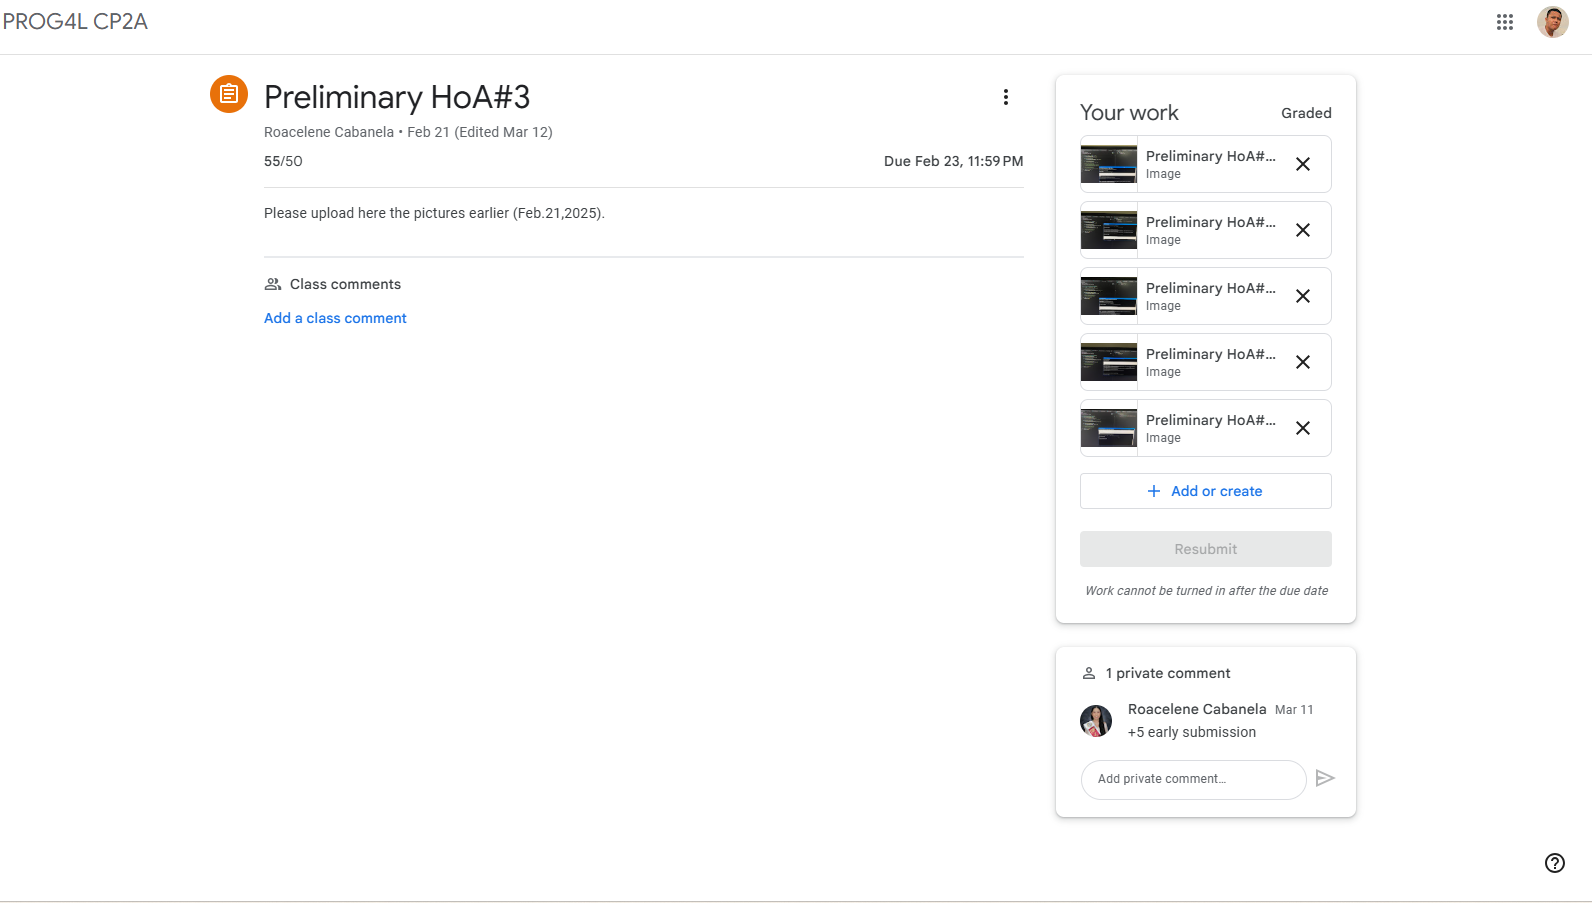 PROG4L CP2A
Preliminary HoA#3
Roacelene Cabanela • Feb 21 (Edited Mar 12)
55/50
Due Feb 23, 11:59 PM
Please upload here the pictures earlier (Feb.21,2025).
Class comments
Add a class comment
Your work
Graded
Preliminary HoA#...
Image
Preliminary HoA#...
Image
Preliminary HoA#...
Image
Preliminary HoA#...
Image
Preliminary HoA#...
Image
+ Add or create
Resubmit
Work cannot be turned in after the due date
1 private comment
Roacelene Cabanela Mar 11
+5 early submission
Add private comment...